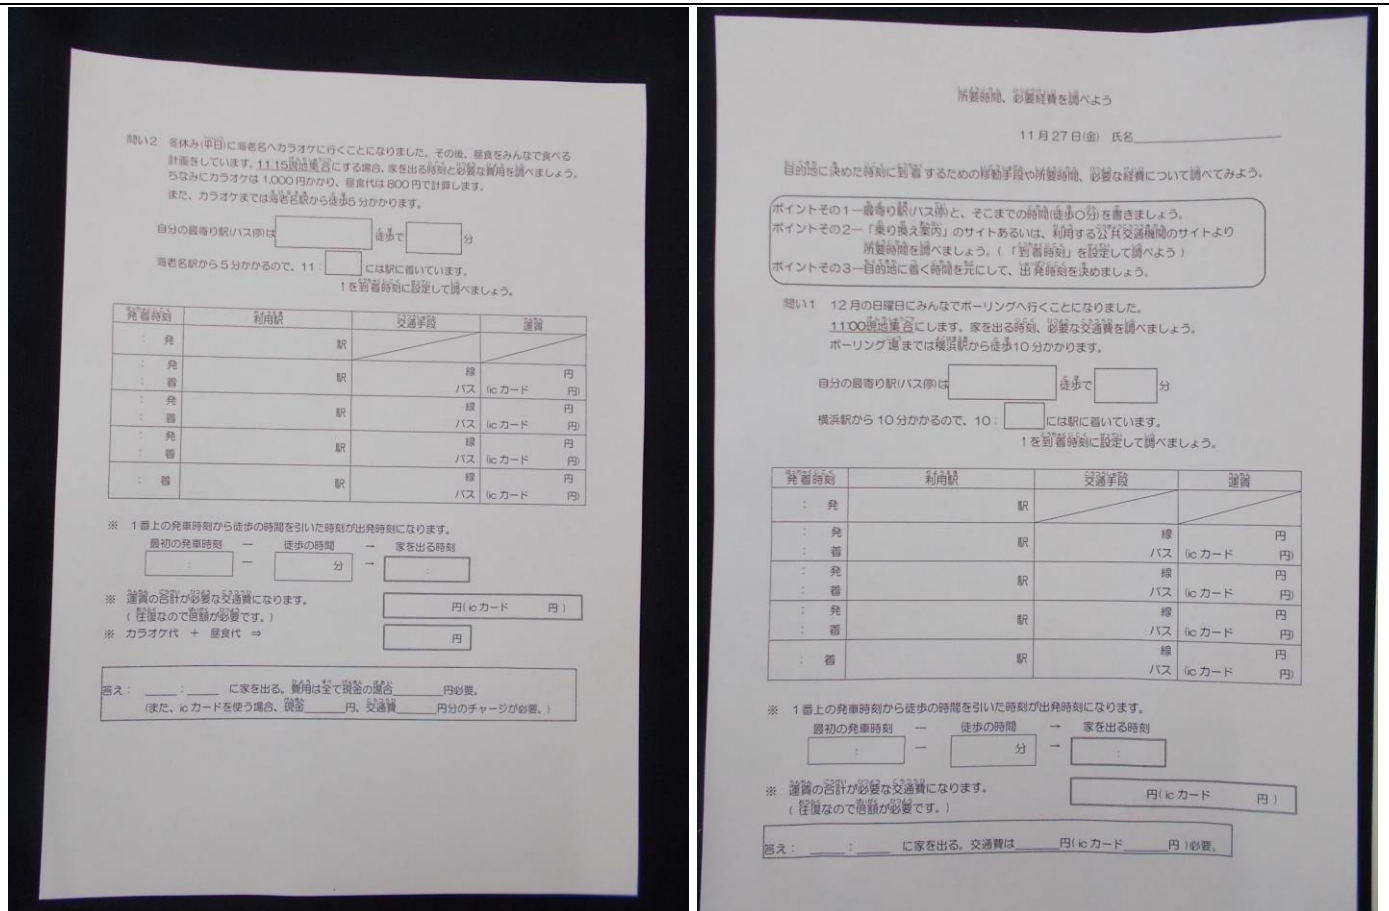 問い2 冬休み(平日)に海老名へカラオケに行くことになりました。その後、昼食をみんなで食べる
計画をしています。11:15現地集合にする場合、家を出る時刻と必要な費用を調べましょう。
ちなみにカラオケは1,000円かかり、昼食代は800円で計算します。
また、カラオケまでは海老名駅から徒歩5分かかります。
自分の最寄り駅(バス停)は 徒歩で 分
海老名駅から5分かかるので、11: には駅に着いています。
↑を到着時刻に設定して調べましょう。
発着時刻 利用駅 交通手段 運賃
: 発 駅
: 発 駅 線 円
: 着 バス (icカード 円)
: 発 駅 線 円
: 着 バス (icカード 円)
: 発 駅 線 円
: 着 バス (icカード 円)
: 着 駅 線 円
バス (icカード 円)
※ 1番上の発車時刻から徒歩の時間を引いた時刻が出発時刻になります。
最初の発車時刻 − 徒歩の時間 → 家を出る時刻
: − 分 → :
※ 運賃の合計が必要な交通費になります。
(往復なので倍額が必要です。)
円(icカード 円)
※ カラオケ代 + 昼食代 ⇒ 円
答え: ＿＿:＿＿ に家を出る。費用は全て現金の場合＿＿＿円必要。
(また、icカードを使う場合、現金＿＿＿円、交通費＿＿＿円分のチャージが必要。)
所要時間、必要経費を調べよう
11月27日(金) 氏名＿＿＿＿＿＿
目的地に決めた時刻に到着するための移動手段や所要時間、必要な経費について調べてみよう。
ポイントその1―最寄り駅(バス停)と、そこまでの時間(徒歩〇分)を書きましょう。
ポイントその2―「乗り換え案内」のサイトあるいは、利用する公共交通機関のサイトより
所要時間を調べましょう。(「到着時刻」を設定して調べよう)
ポイントその3―目的地に着く時間を元にして、出発時刻を決めましょう。
問い1 12月の日曜日にみんなでボーリングへ行くことになりました。
11:00現地集合にします。家を出る時刻、必要な交通費を調べましょう。
ボーリング場までは横浜駅から徒歩10分かかります。
自分の最寄り駅(バス停)は 徒歩で 分
横浜駅から10分かかるので、10: には駅に着いています。
↑を到着時刻に設定して調べましょう。
発着時刻 利用駅 交通手段 運賃
: 発 駅
: 発 駅 線 円
: 着 バス (icカード 円)
: 発 駅 線 円
: 着 バス (icカード 円)
: 発 駅 線 円
: 着 バス (icカード 円)
: 着 駅 線 円
バス (icカード 円)
※ 1番上の発車時刻から徒歩の時間を引いた時刻が出発時刻になります。
最初の発車時刻 − 徒歩の時間 → 家を出る時刻
: − 分 → :
※ 運賃の合計が必要な交通費になります。
(往復なので倍額が必要です。)
円(icカード 円)
答え: ＿＿:＿＿ に家を出る。交通費は＿＿＿円(icカード＿＿＿円)必要。